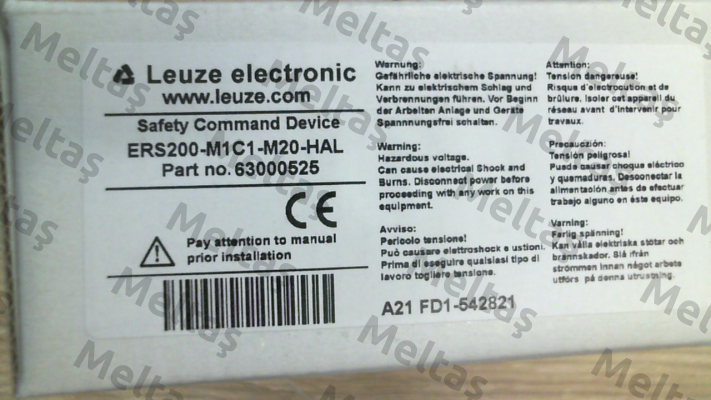 Leuze electronic
www.leuze.com
Safety Command Device
ERS200-M1C1-M20-HAL
Part no. 63000525
CE
Pay attention to manual
prior installation
Warnung:
Gefährliche elektrische Spannung!
Kann zu elektrischem Schlag und
Verbrennungen führen. Vor Beginn
der Arbeiten Anlage und Geräte
Spannnungsfrei schalten.
Warning:
Hazardous voltage.
Can cause electrical Shock and
Burns. Disconnect power before
proceeding with any work on this
equipment.
Avviso:
Pericolo tensione!
Può causare elettroshock e ustioni.
Prima di eseguire qualsiasi tipo di
lavoro togliere tensione.
A21 FD1-542821
Attention:
Tension dangereuse!
Risque d'electrocution et de
brûlure. Isoler cet appareil du
réseau avant d'intervenir pour
travaux.
Precaución:
Tensión peligrosa!
Puede causar choque eléctrico
y quemaduras. Desconectar la
alimentación antes de efectuar
trabajo alguno en éste equipo.
Varning:
Farlig spänning!
Kan vålla elektriska stötar och
brännskador. Slå ifrån
strömmen innan något arbete
utförs på denna utrustning.
Meltaş